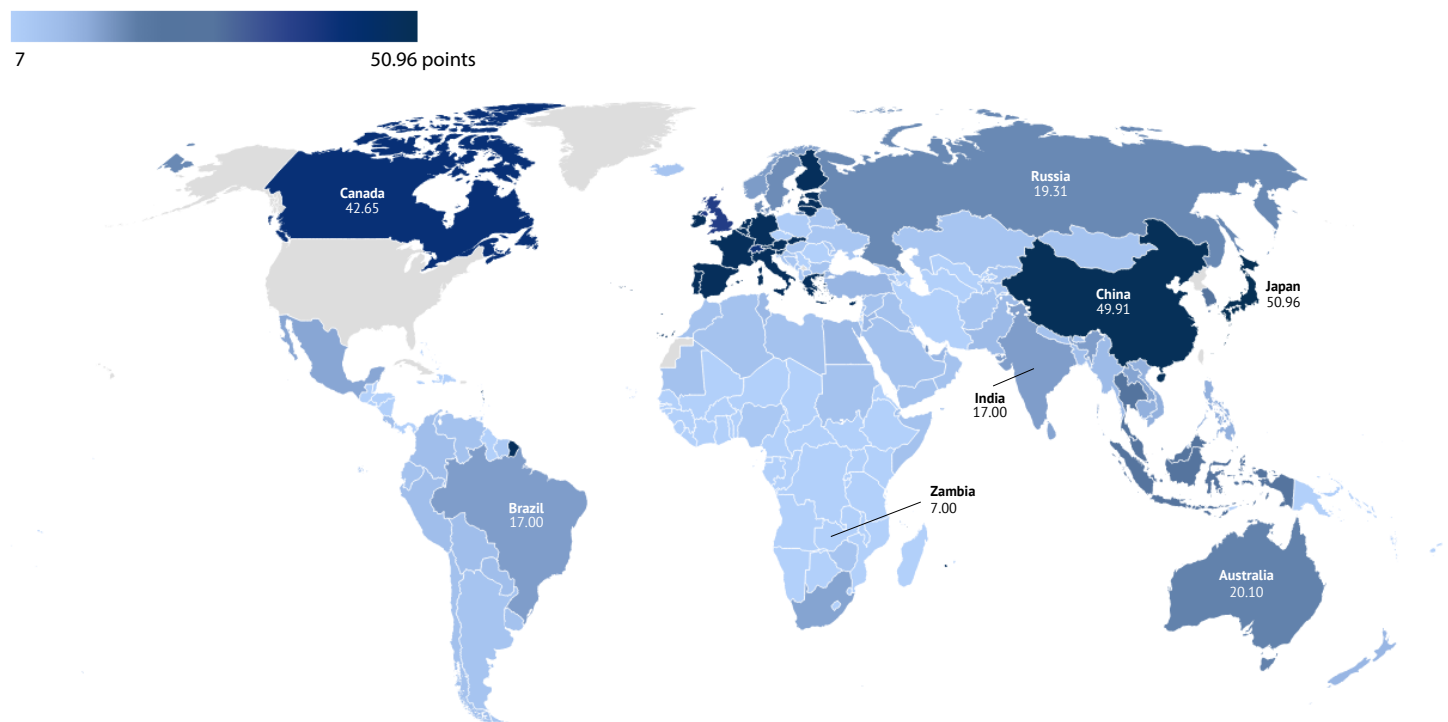 7
50.96 points
Canada
42.65
Russia
19.31
China
49.91
Japan
50.96
India
17.00
Zambia
7.00
Brazil
17.00
Australia
20.10